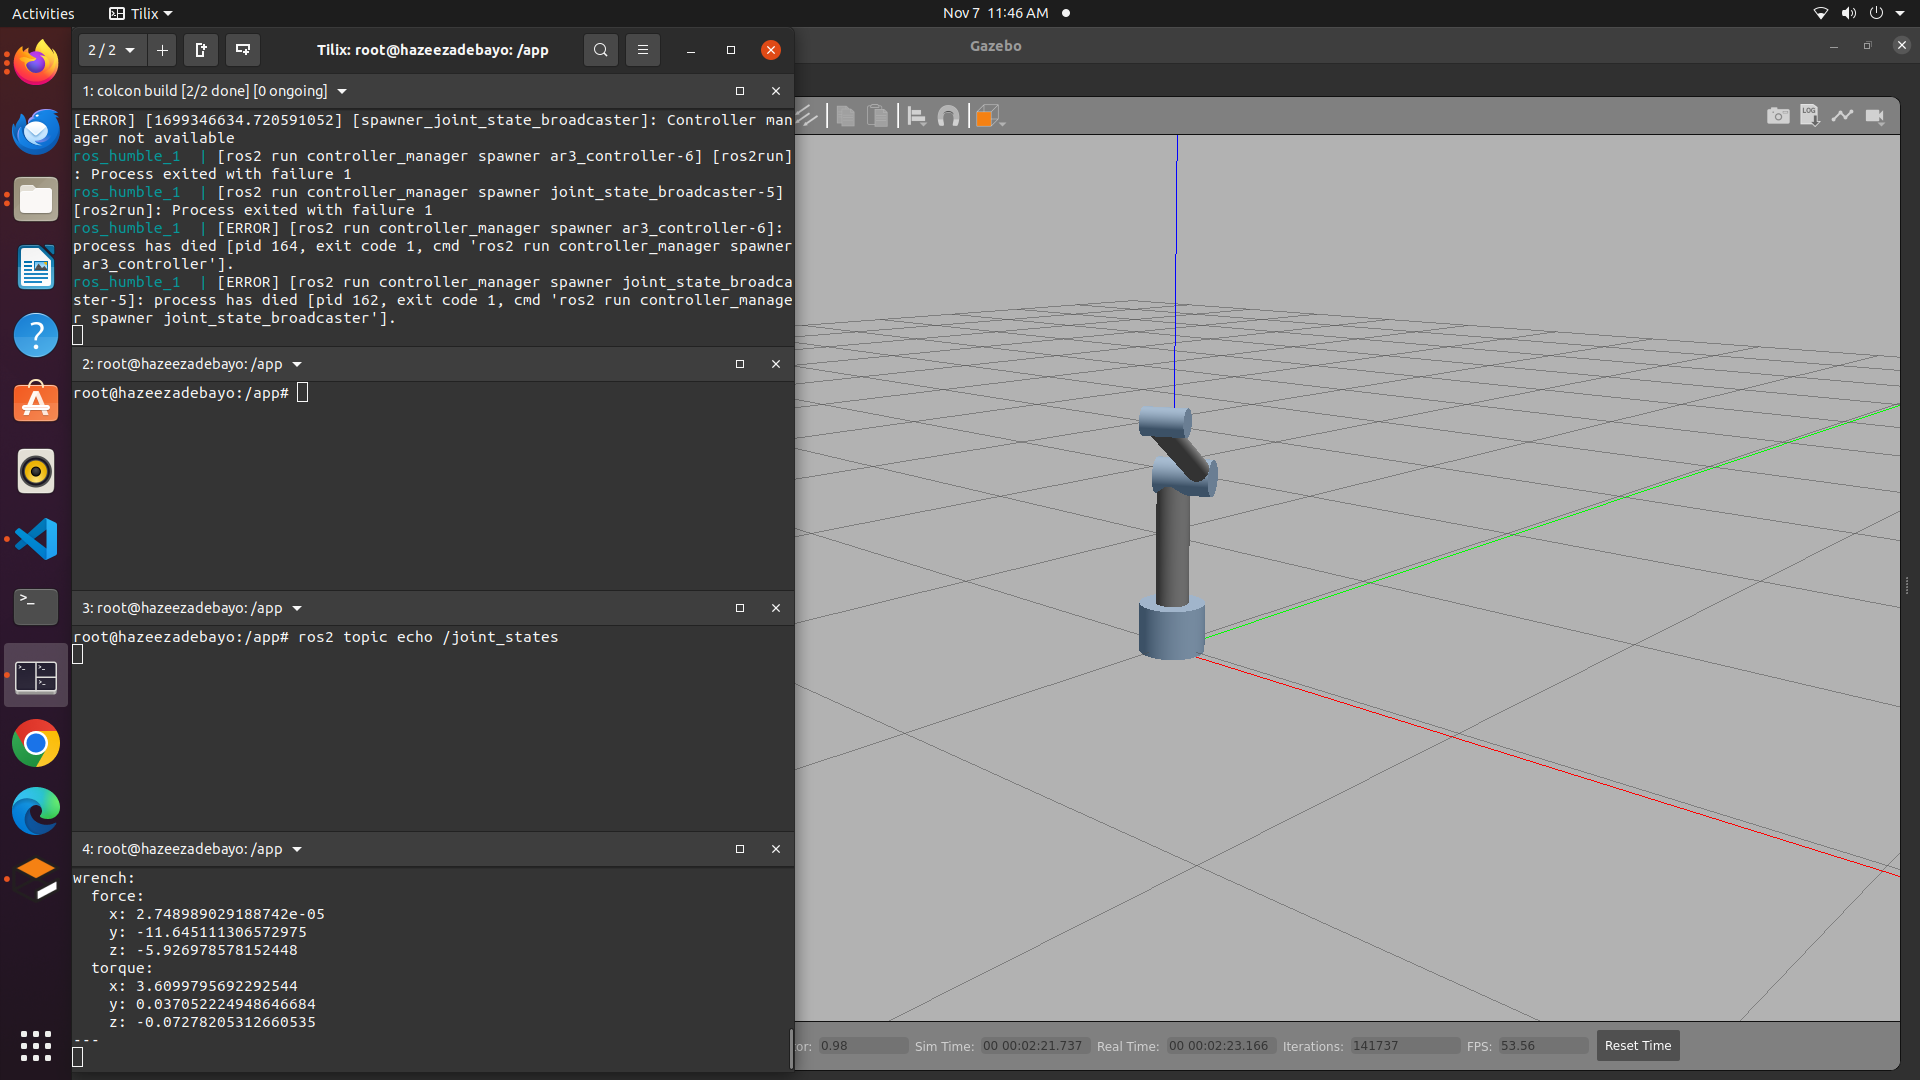 Activities
Tilix
Nov 7 11:46 AM
2 / 2
Tilix: root@hazeezadebayo: /app
Gazebo
1: colcon build [2/2 done] [0 ongoing]
[ERROR] [1699346634.720591052] [spawner_joint_state_broadcaster]: Controller man
ager not available
ros_humble_1  | [ros2 run controller_manager spawner ar3_controller-6] [ros2run]
: Process exited with failure 1
ros_humble_1  | [ros2 run controller_manager spawner joint_state_broadcaster-5]
[ros2run]: Process exited with failure 1
ros_humble_1  | [ERROR] [ros2 run controller_manager spawner ar3_controller-6]:
process has died [pid 164, exit code 1, cmd 'ros2 run controller_manager spawner
 ar3_controller'].
ros_humble_1  | [ERROR] [ros2 run controller_manager spawner joint_state_broadca
ster-5]: process has died [pid 162, exit code 1, cmd 'ros2 run controller_manage
r spawner joint_state_broadcaster'].
2: root@hazeezadebayo: /app
root@hazeezadebayo:/app#
3: root@hazeezadebayo: /app
root@hazeezadebayo:/app# ros2 topic echo /joint_states
4: root@hazeezadebayo: /app
wrench:
  force:
    x: 2.748989029188742e-05
    y: -11.645111306572975
    z: -5.926978578152448
  torque:
    x: 3.6099795692292544
    y: 0.037052224948646684
    z: -0.07278205312660535
---
LOG
tor: 0.98 Sim Time: 00 00:02:21.737 Real Time: 00 00:02:23.166 Iterations: 141737 FPS: 53.56 Reset Time